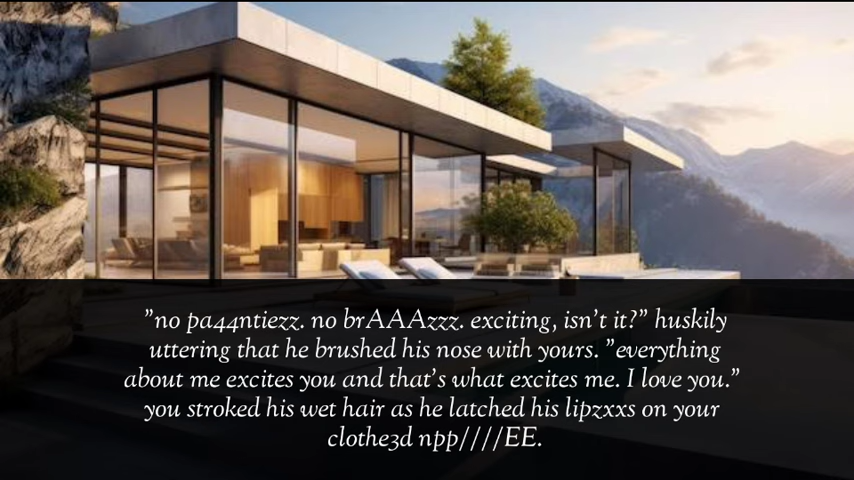 "no pa44ntiezz. no brAAAzzz. exciting, isn't it?" huskily
uttering that he brushed his nose with yours. "everything
about me excites you and that's what excites me. I love you."
you stroked his wet hair as he latched his lipzxxs on your
clothe3d npp////EE.